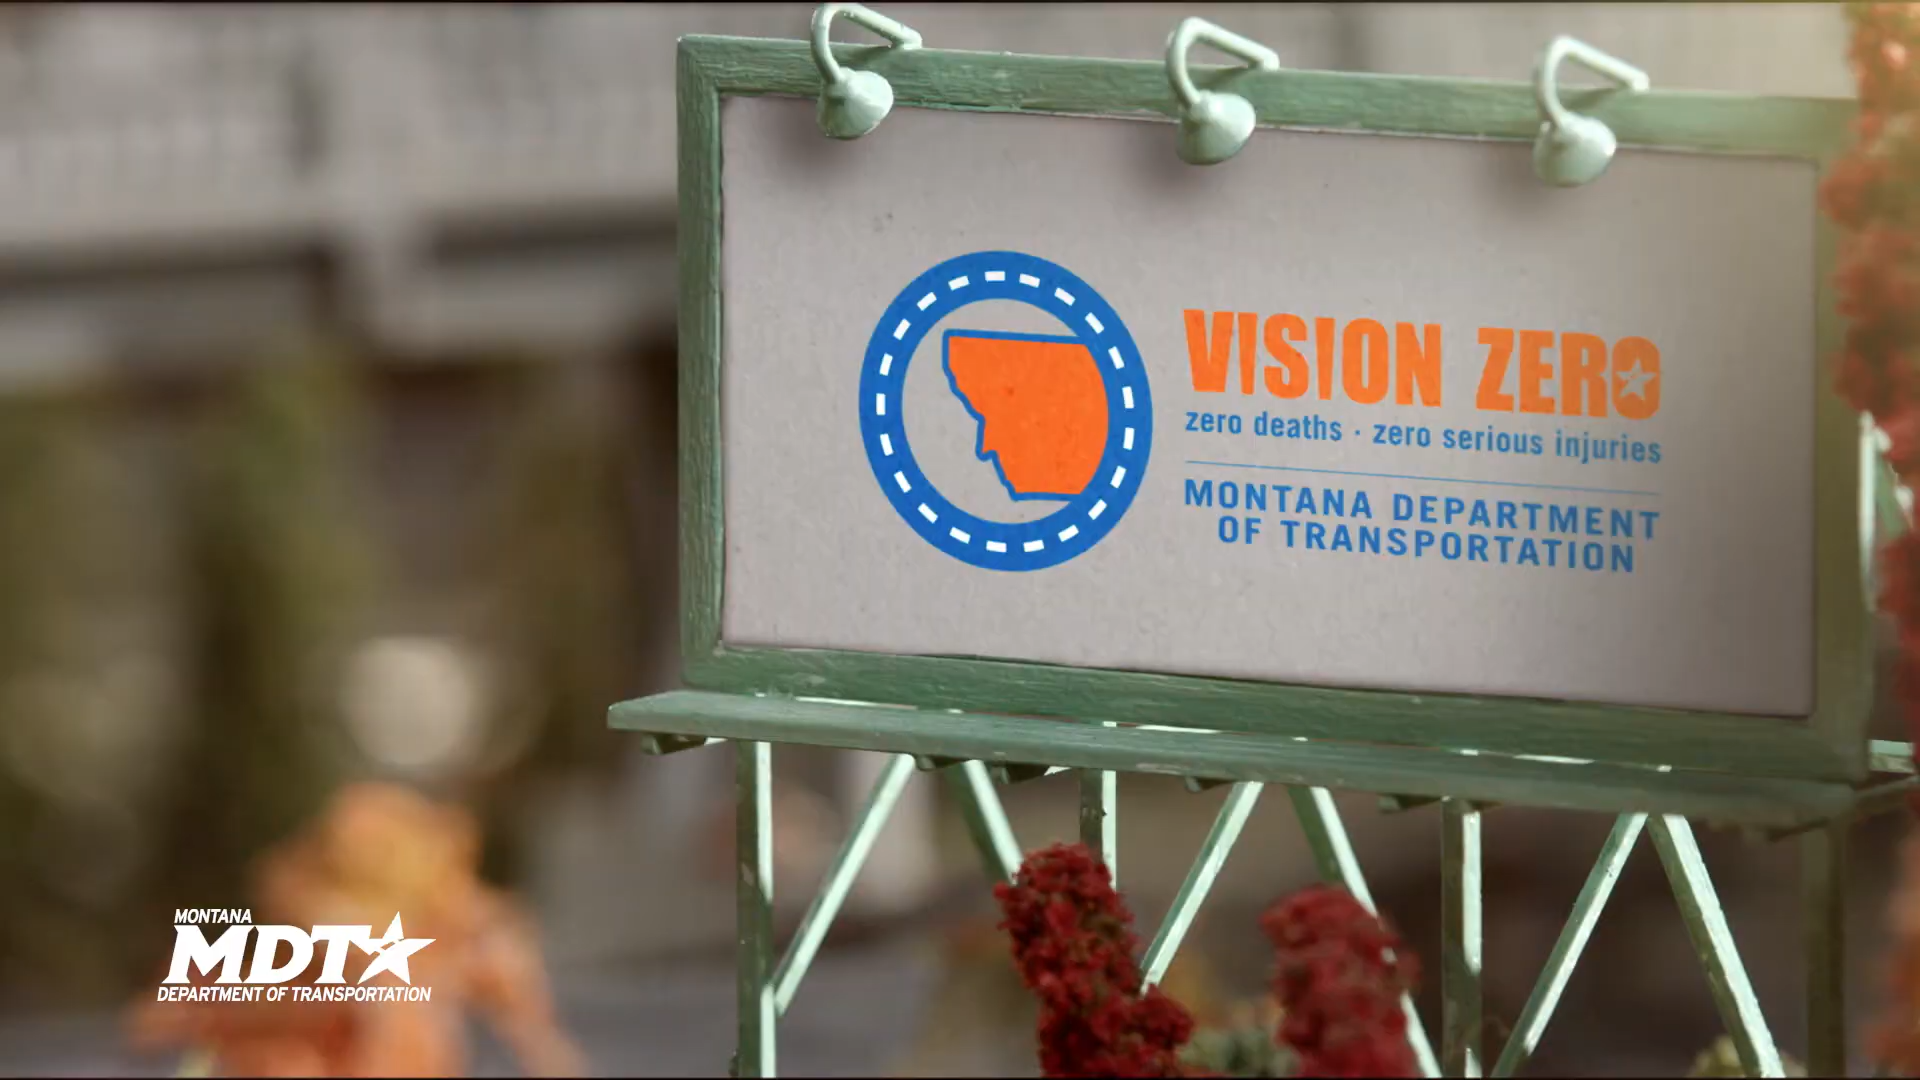 VISION ZERO
zero deaths · zero serious injuries
MONTANA DEPARTMENT
OF TRANSPORTATION
MONTANA
MDT
DEPARTMENT OF TRANSPORTATION